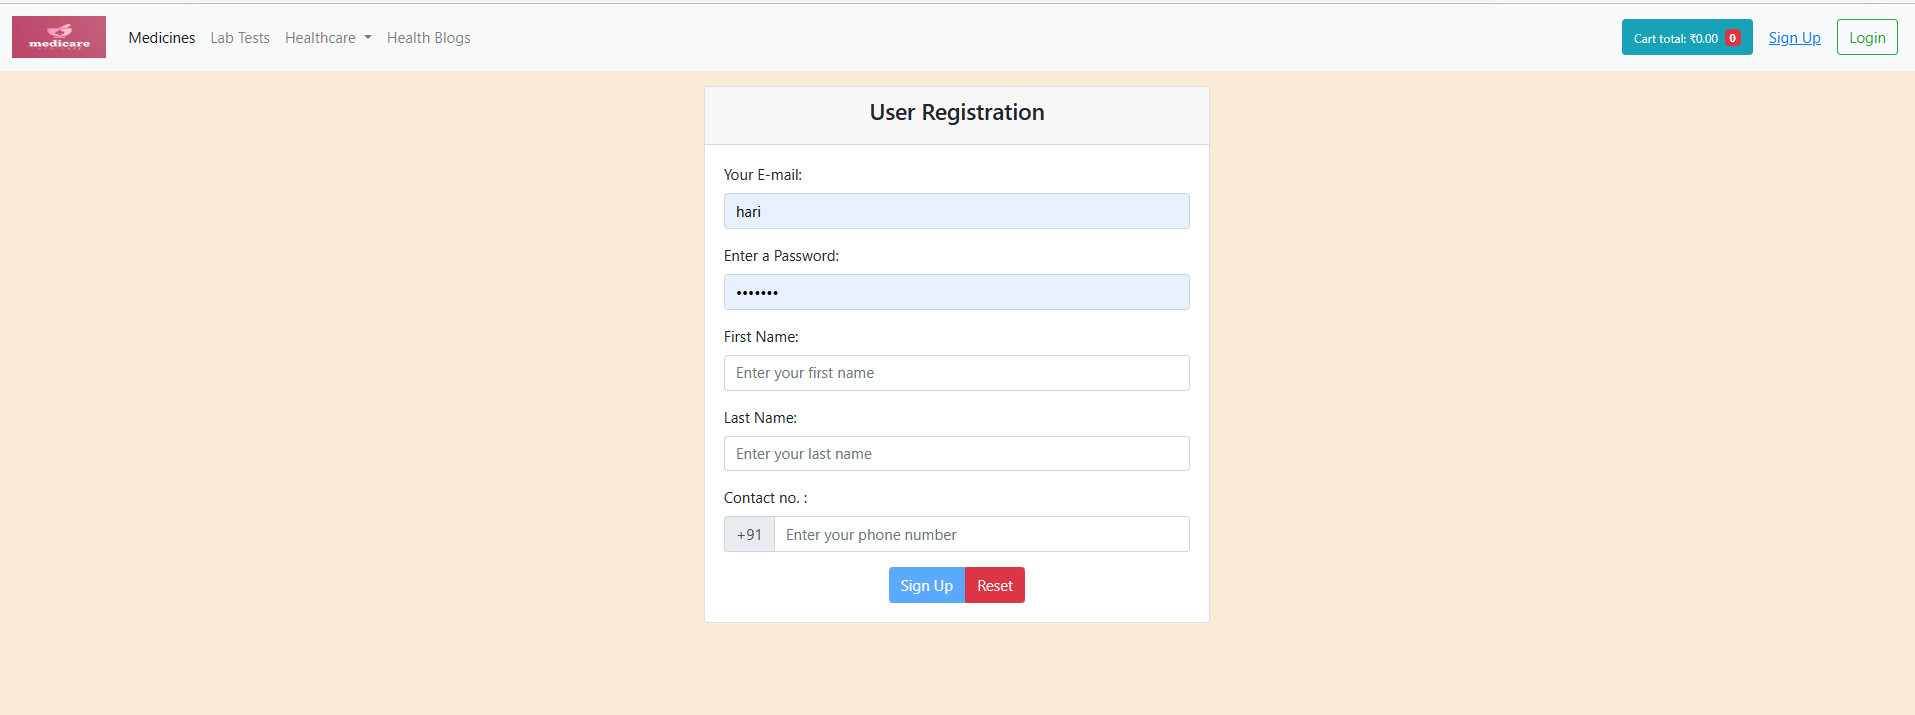 medicare
Medicines Lab Tests Healthcare Health Blogs
Cart total: ₹0.00 0 Sign Up Login
User Registration
Your E-mail:
hari
Enter a Password:
•••••••
First Name:
Enter your first name
Last Name:
Enter your last name
Contact no. :
+91 Enter your phone number
Sign Up Reset